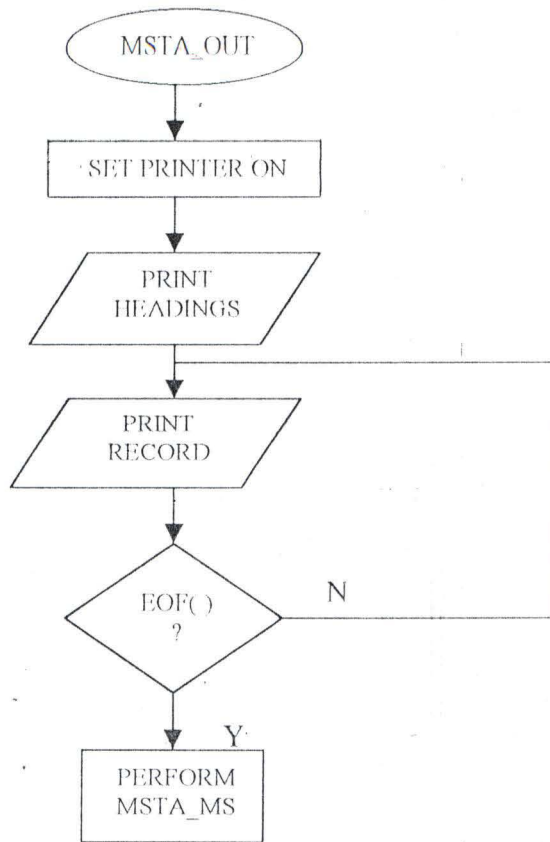 MSTA_OUT
SET PRINTER ON
PRINT
HEADINGS
PRINT
RECORD
EOF( )
?
N
Y
PERFORM
MSTA_MS